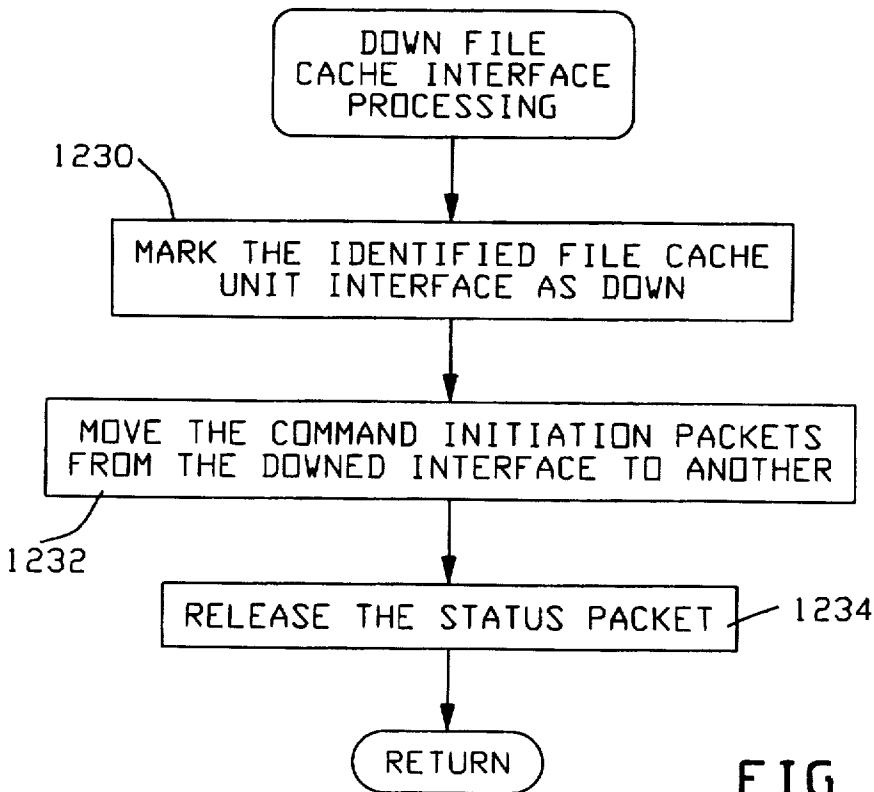 DOWN FILE
CACHE INTERFACE
PROCESSING
1230
MARK THE IDENTIFIED FILE CACHE
UNIT INTERFACE AS DOWN
MOVE THE COMMAND INITIATION PACKETS
FROM THE DOWNED INTERFACE TO ANOTHER
1232
RELEASE THE STATUS PACKET
1234
RETURN
FIG